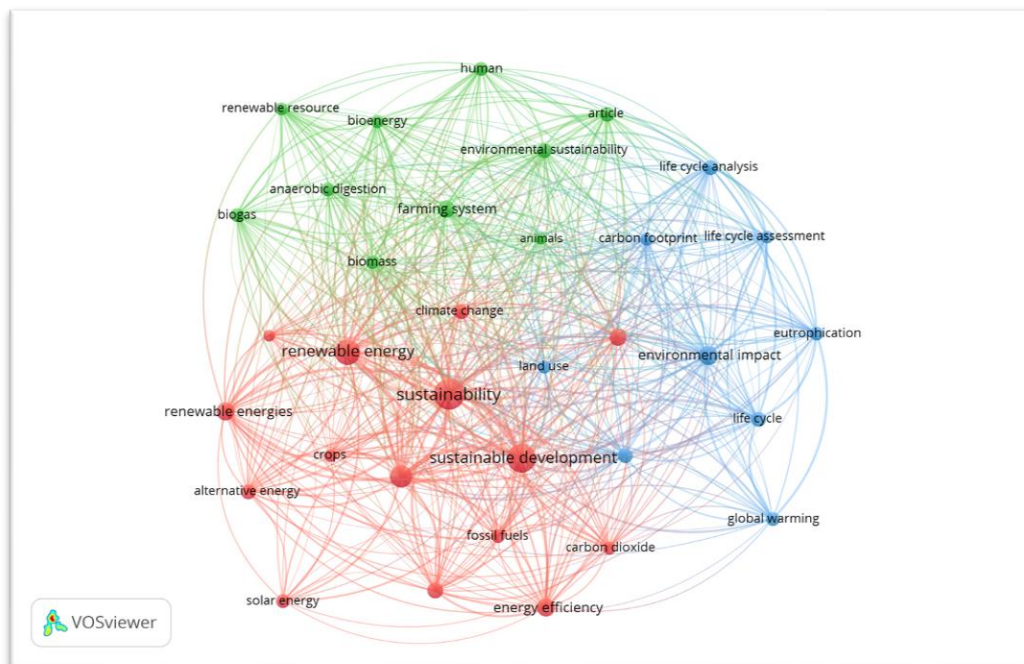 human
renewable resource
article
bioenergy
environmental sustainability
life cycle analysis
anaerobic digestion
farming system
biogas
animals
carbon footprint
life cycle assessment
biomass
climate change
eutrophication
renewable energy
environmental impact
land use
sustainability
renewable energies
life cycle
crops
sustainable development
alternative energy
global warming
fossil fuels
carbon dioxide
solar energy
energy efficiency
VOSviewer